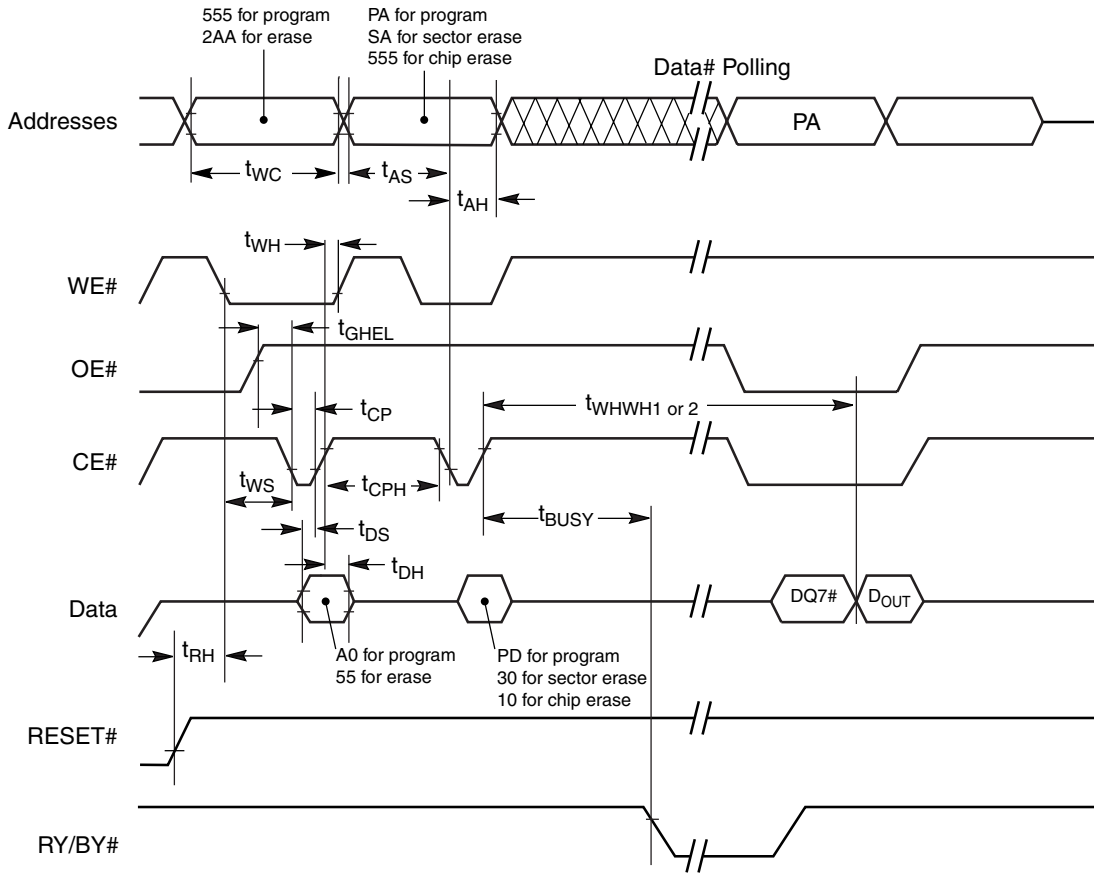 555 for program
2AA for erase
PA for program
SA for sector erase
555 for chip erase
Data# Polling
Addresses
PA
tWC
tAS
tAH
tWH
WE#
tGHEL
OE#
tWHWH1 or 2
tCP
CE#
tWS
tCPH
tBUSY
tDS
tDH
Data
DQ7#
DOUT
tRH
A0 for program
55 for erase
PD for program
30 for sector erase
10 for chip erase
RESET#
RY/BY#